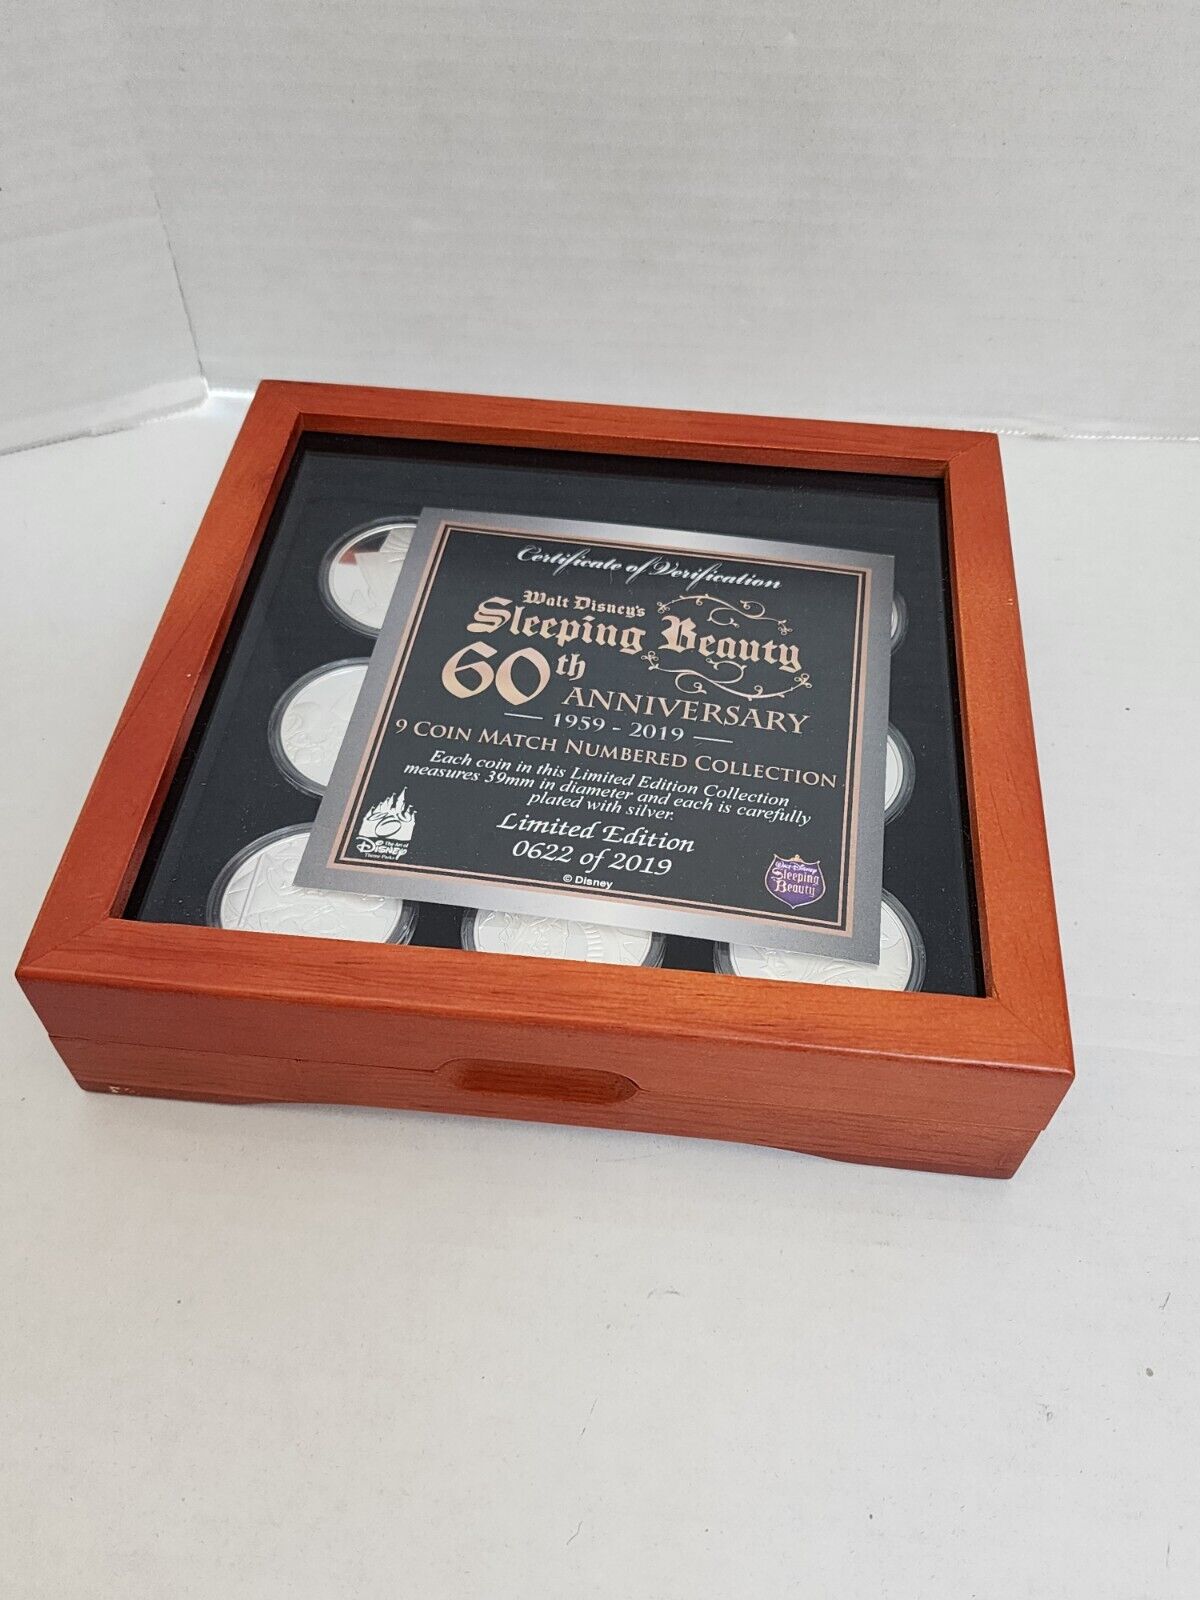 Certificate of Verification
Walt Disney's
Sleeping Beauty
60th
ANNIVERSARY
1959 - 2019
9 COIN MATCH NUMBERED COLLECTION
Each coin in this Limited Edition Collection
measures 39mm in diameter and each is carefully
plated with silver.
Limited Edition
0622 of 2019
© Disney
The Art of
Disney
Theme Parks
Walt Disney
Sleeping
Beauty